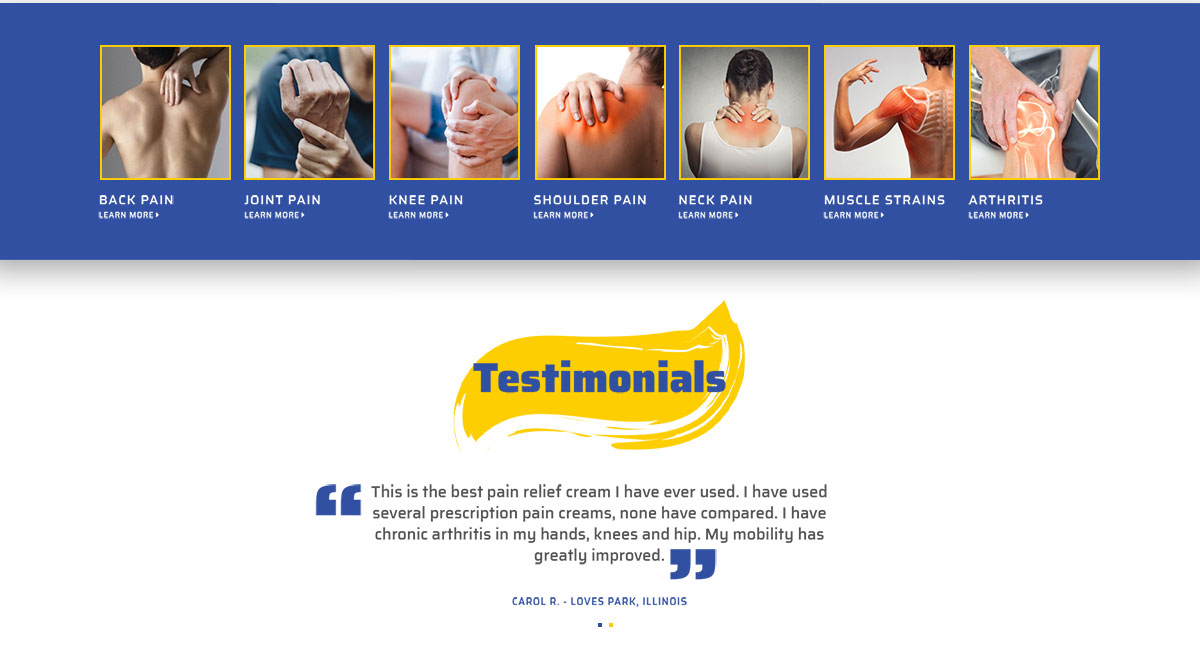 BACK PAIN
LEARN MORE
JOINT PAIN
LEARN MORE
KNEE PAIN
LEARN MORE
SHOULDER PAIN
LEARN MORE
NECK PAIN
LEARN MORE
MUSCLE STRAINS
LEARN MORE
ARTHRITIS
LEARN MORE
Testimonials
“This is the best pain relief cream I have ever used. I have used
several prescription pain creams, none have compared. I have
chronic arthritis in my hands, knees and hip. My mobility has
greatly improved.”
CAROL R. - LOVES PARK, ILLINOIS